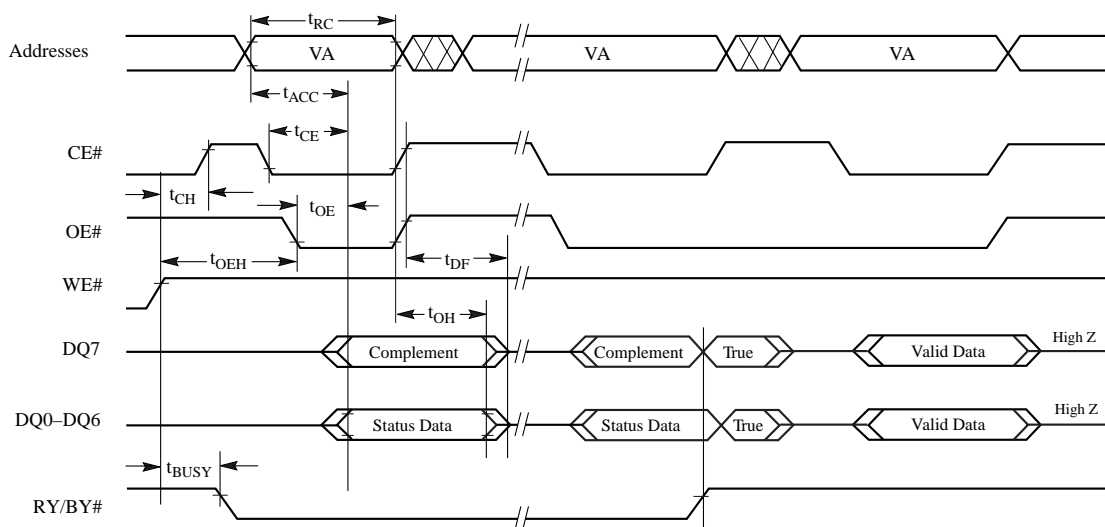 tRC
Addresses VA VA VA
tACC
CE# tCE
tCH
OE# tOE
tOEH tDF
WE#
tOH
DQ7 Complement Complement True Valid Data High Z
DQ0–DQ6 Status Data Status Data True Valid Data High Z
tBUSY
RY/BY#